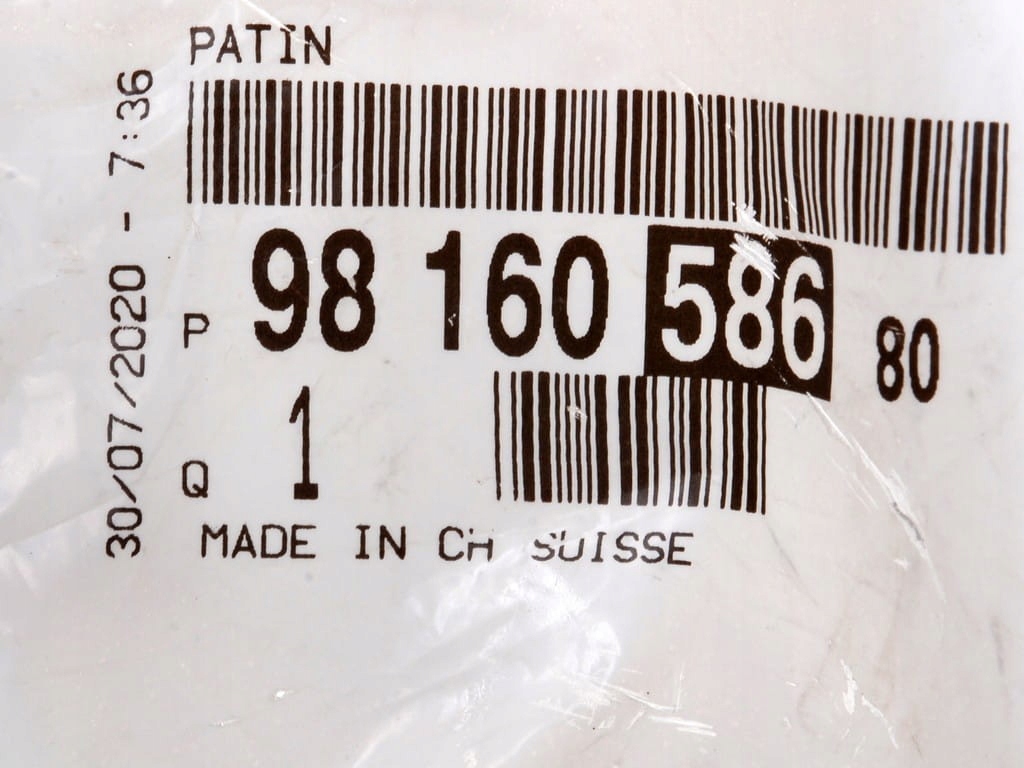 PATIN
30/07/2020 - 7:36
P 98 160 586 80
Q 1
MADE IN CH SUISSE